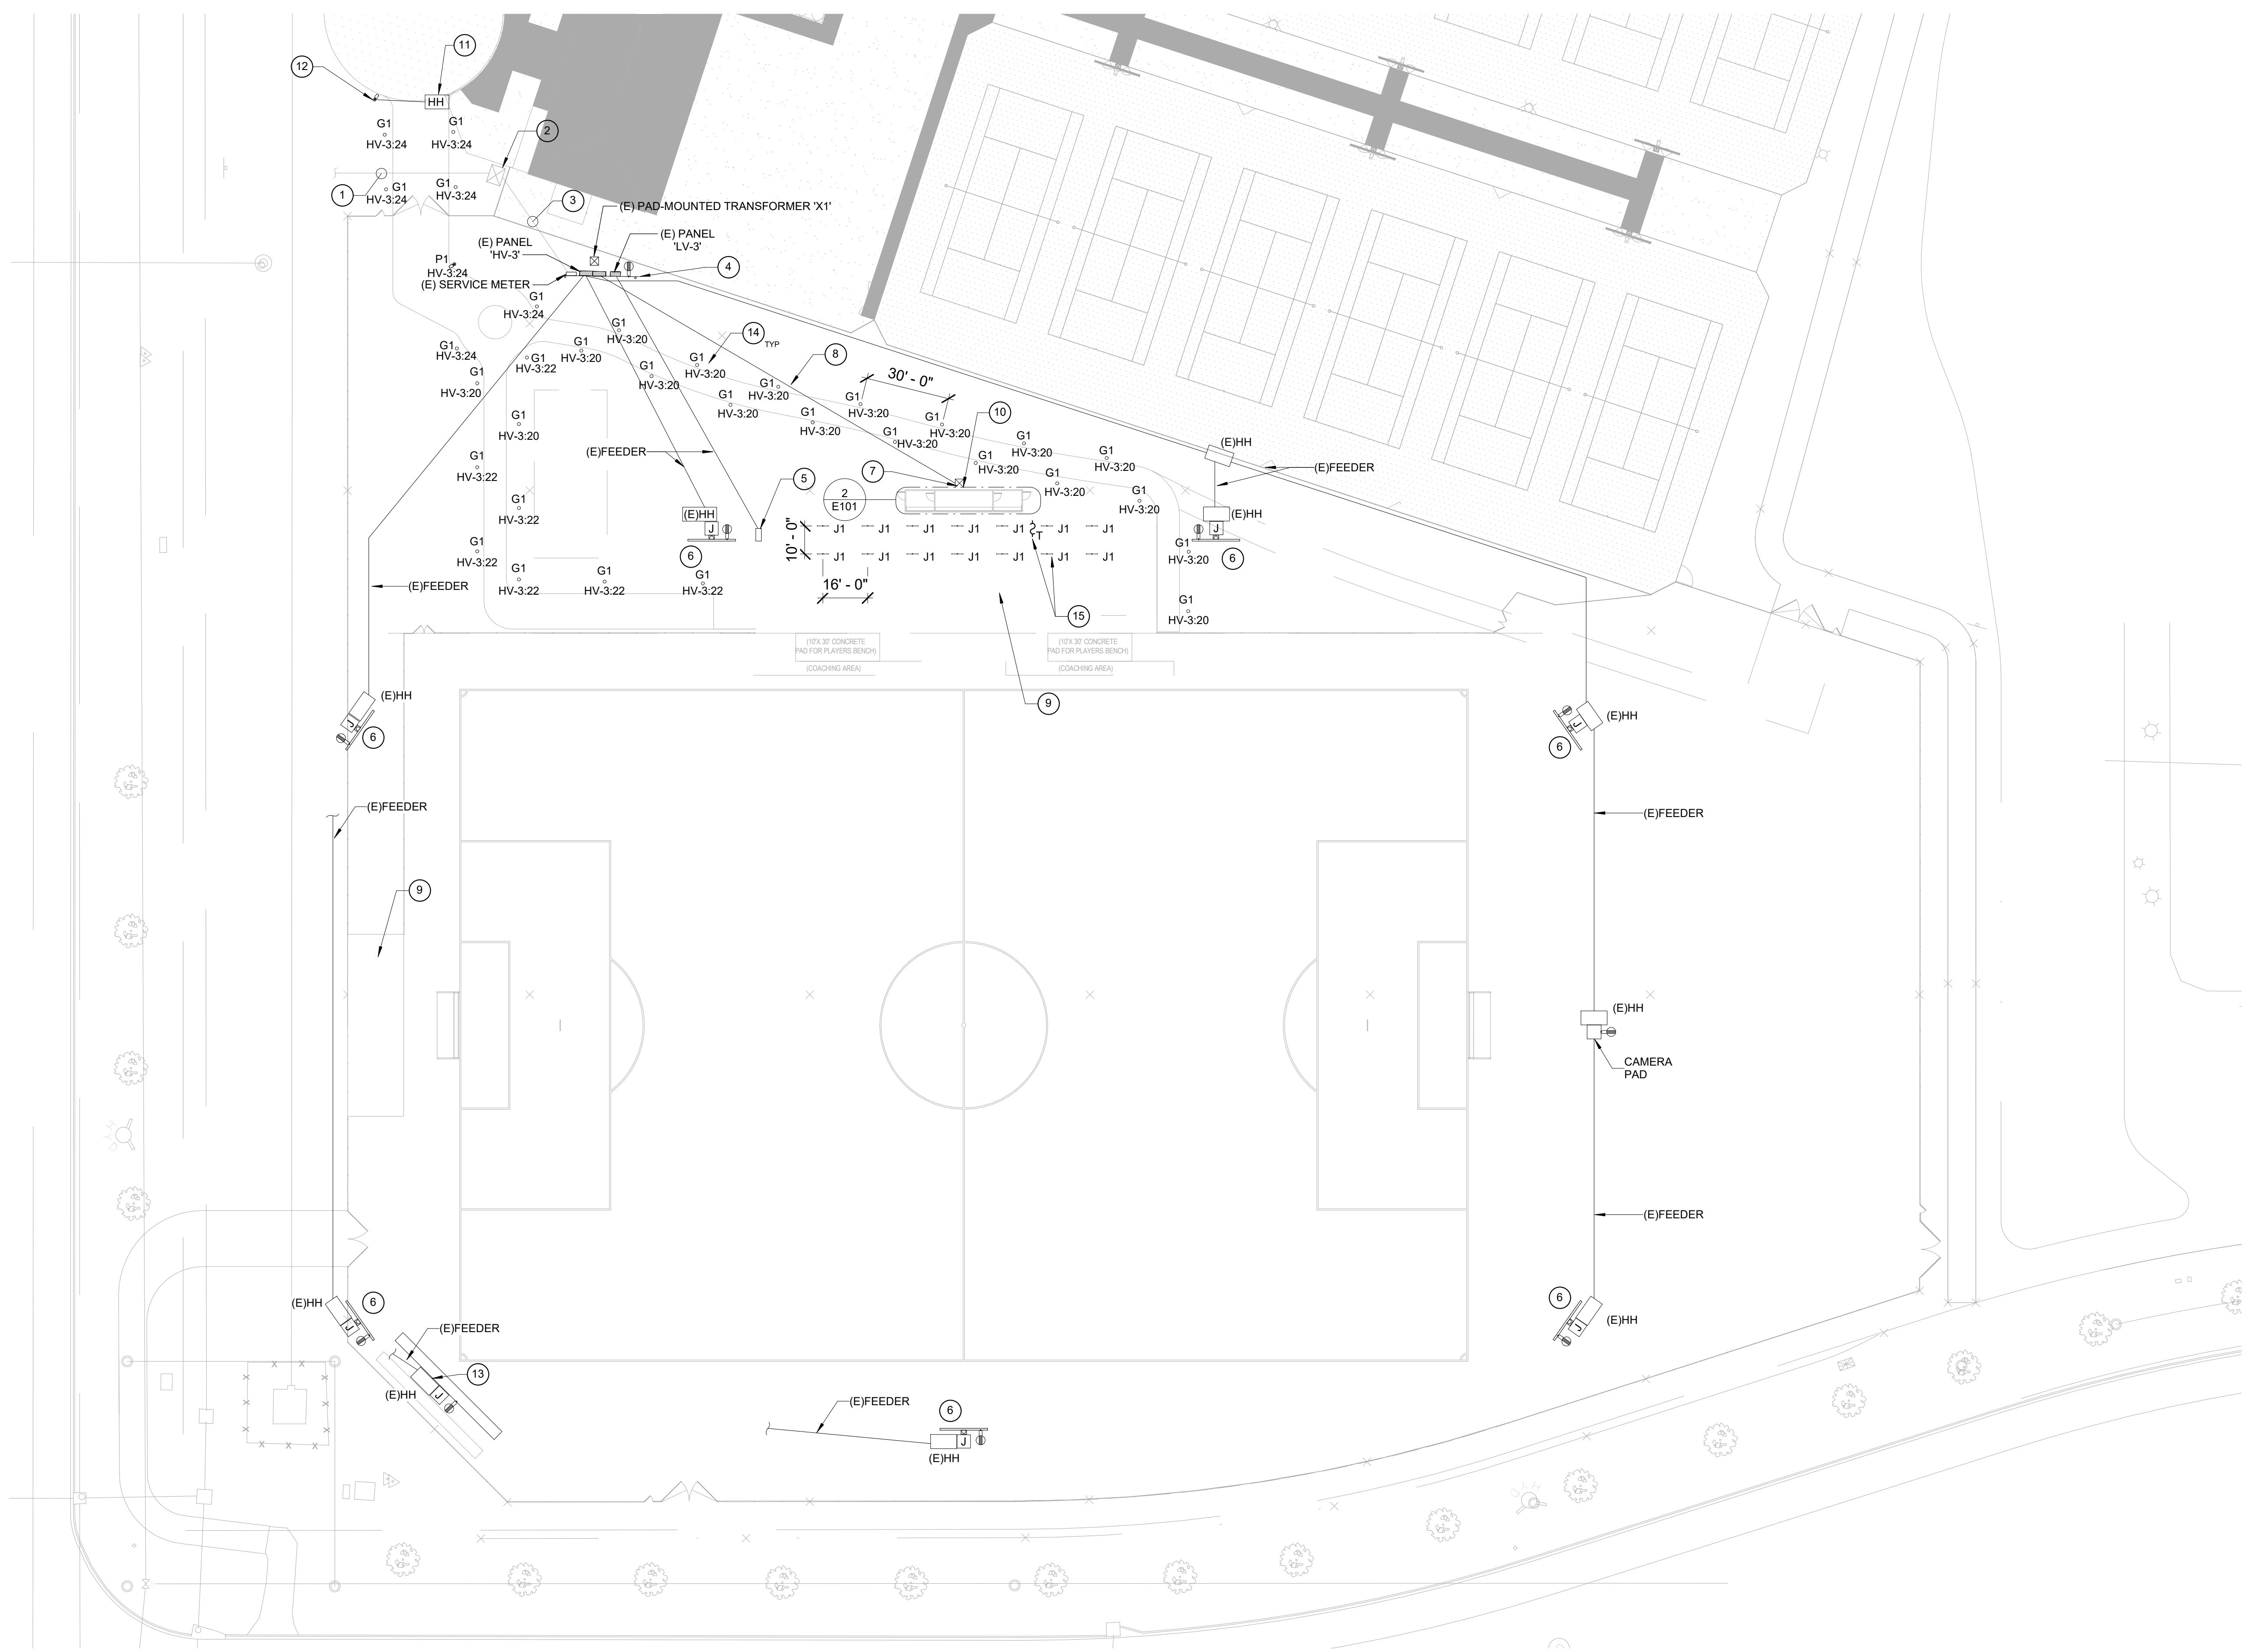 11
12
HH
G1
HV-3:24
G1
HV-3:24
2
1
G1
HV-3:24
G1
HV-3:24
3
(E) PAD-MOUNTED TRANSFORMER 'X1'
(E) PANEL
'LV-3'
(E) PANEL
'HV-3'
4
P1
HV-3:24
(E) SERVICE METER
G1
HV-3:24
G1
HV-3:20
14
TYP
8
G1
HV-3:24
G1
HV-3:22
G1
HV-3:20
G1
HV-3:20
G1
HV-3:20
G1
HV-3:20
G1
HV-3:20
30' - 0"
G1
HV-3:20
G1
HV-3:20
G1
HV-3:20
G1
HV-3:20
G1
HV-3:20
10
G1
HV-3:20
G1
HV-3:20
G1
HV-3:20
G1
HV-3:20
G1
HV-3:20
G1
HV-3:20
(E)HH
(E)FEEDER
(E)FEEDER
G1
HV-3:22
7
5
2
E101
G1
HV-3:22
(E)HH
J
6
(E)HH
J
6
10' - 0"
J1 J1 J1 J1 J1 T J1 J1
J1 J1 J1 J1 J1 J1 J1
16' - 0"
G1
HV-3:22
G1
HV-3:22
G1
HV-3:22
G1
HV-3:22
G1
HV-3:20
G1
HV-3:20
15
(E)FEEDER
(10'X 30' CONCRETE
PAD FOR PLAYERS BENCH)
(COACHING AREA)
(10'X 30' CONCRETE
PAD FOR PLAYERS BENCH)
(COACHING AREA)
9
(E)HH
J
6
(E)HH
J
6
(E)FEEDER
(E)FEEDER
9
(E)HH
CAMERA
PAD
(E)FEEDER
(E)HH
J
6
6
J
(E)HH
(E)FEEDER
13
(E)HH
J
(E)FEEDER
6
J
(E)HH